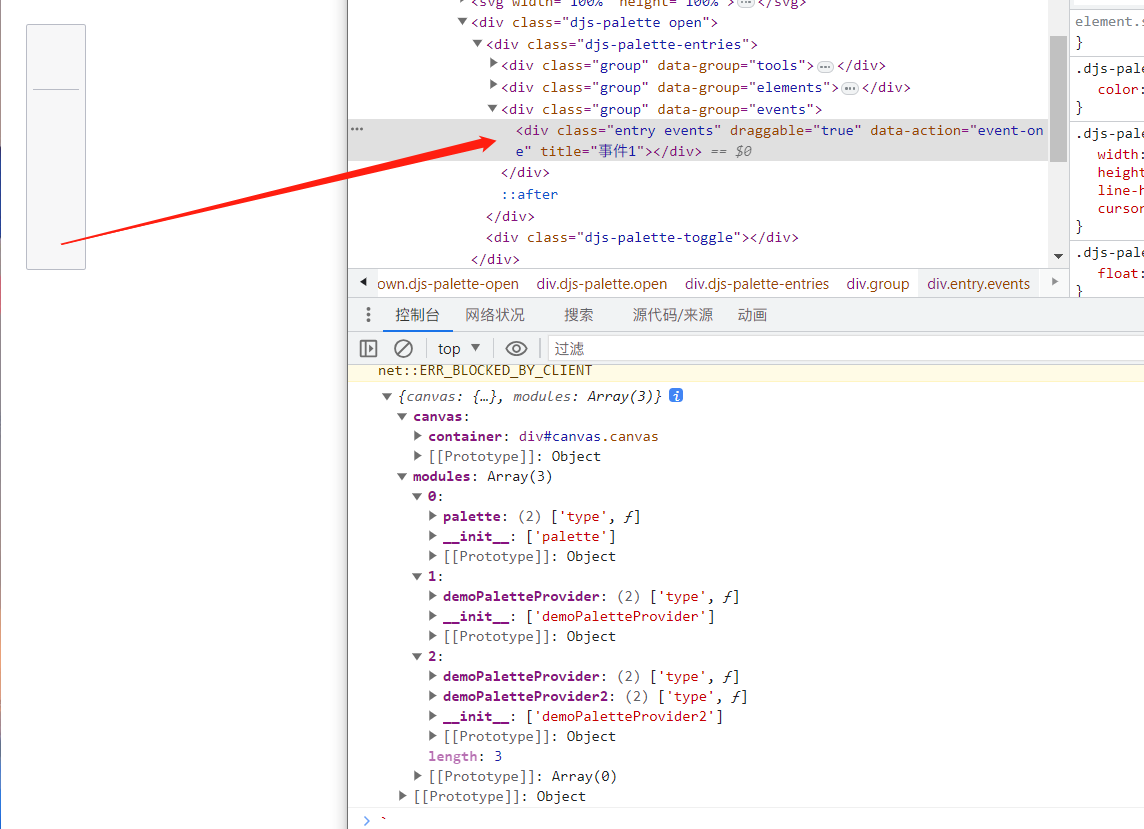 <svg width="100%" height="100%">…</svg>
<div class="djs-palette open">
<div class="djs-palette-entries">
<div class="group" data-group="tools">…</div>
<div class="group" data-group="elements">…</div>
<div class="group" data-group="events">
<div class="entry events" draggable="true" data-action="event-on
e" title="事件1"></div> == $0
</div>
::after
</div>
<div class="djs-palette-toggle"></div>
</div>
element.s
}
.djs-pale
color:
}
.djs-pa
width:
height
line-h
cursor
}
.djs-pale
float:
}
own.djs-palette-open div.djs-palette.open div.djs-palette-entries div.group div.entry.events
控制台 网络状况 搜索 源代码/来源 动画
top 过滤
net::ERR_BLOCKED_BY_CLIENT
{canvas: {…}, modules: Array(3)} i
canvas:
container: div#canvas.canvas
[[Prototype]]: Object
modules: Array(3)
0:
palette: (2) ['type', ƒ]
__init__: ['palette']
[[Prototype]]: Object
1:
demoPaletteProvider: (2) ['type', ƒ]
__init__: ['demoPaletteProvider']
[[Prototype]]: Object
2:
demoPaletteProvider: (2) ['type', ƒ]
demoPaletteProvider2: (2) ['type', ƒ]
__init__: ['demoPaletteProvider2']
[[Prototype]]: Object
length: 3
[[Prototype]]: Array(0)
[[Prototype]]: Object
> `